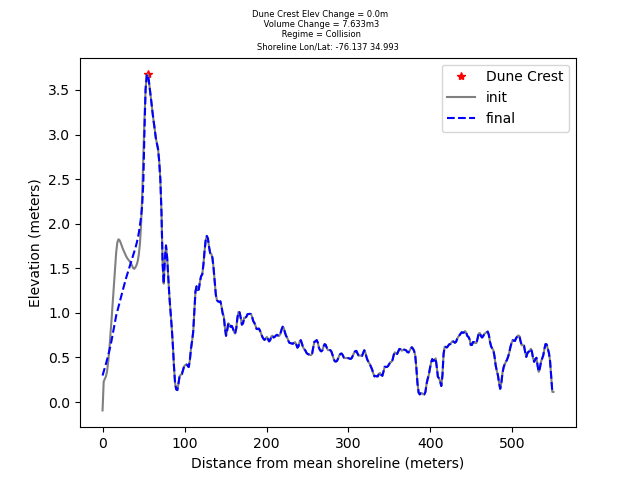 Dune Crest Elev Change = 0.0m
Volume Change = 7.633m3
Regime = Collision
Shoreline Lon/Lat: -76.137 34.993
Dune Crest
init
final
Elevation (meters)
3.5
3.0
2.5
2.0
1.5
1.0
0.5
0.0
0 100 200 300 400 500
Distance from mean shoreline (meters)